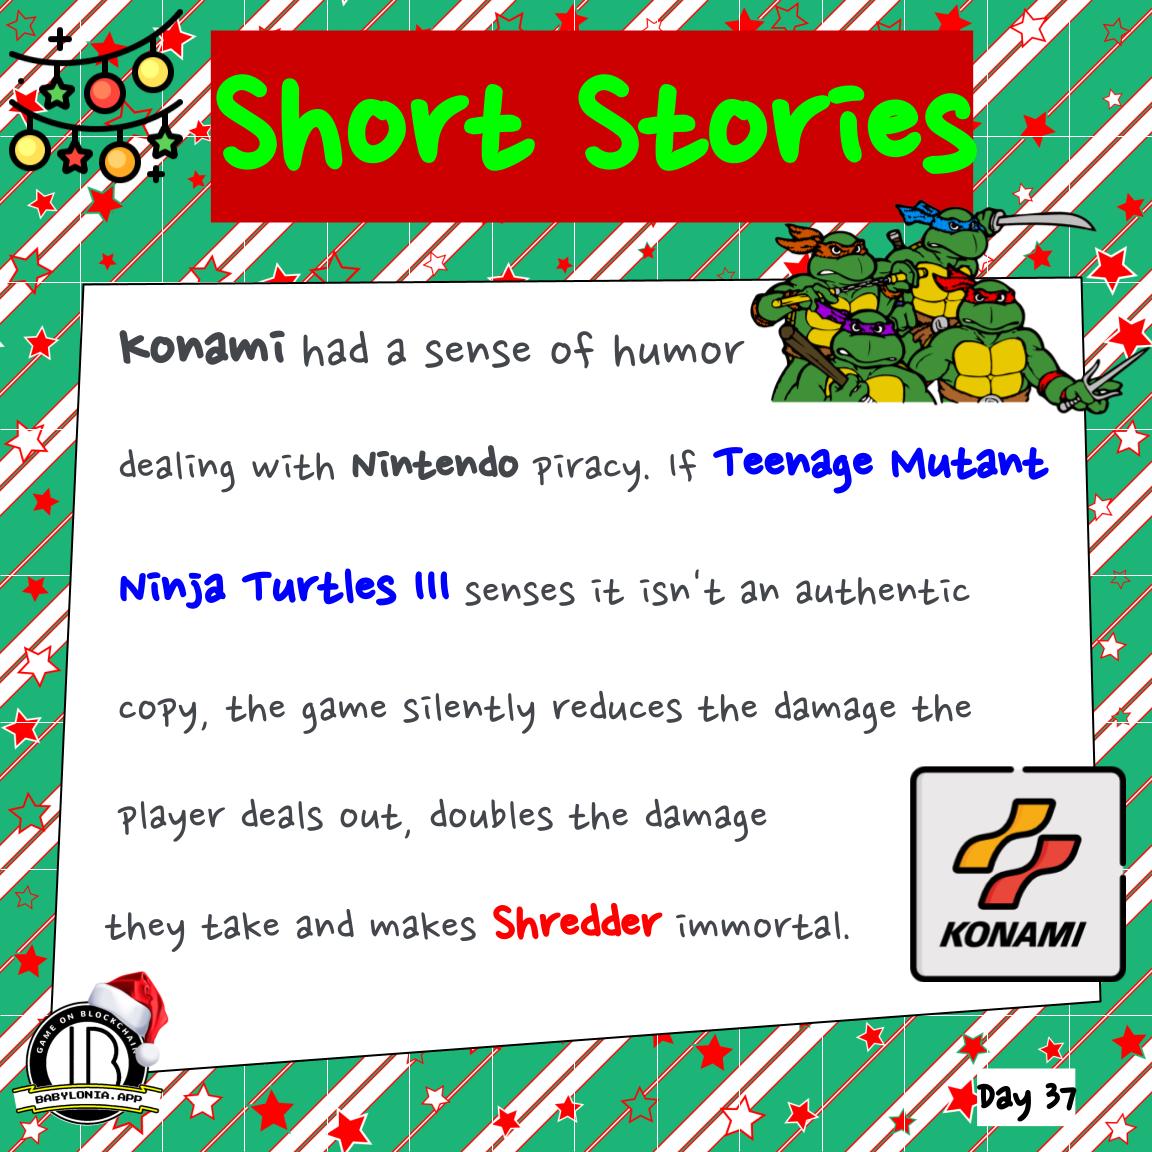 Short Stories
Konami had a sense of humor
dealing with Nintendo piracy. If Teenage Mutant
Ninja Turtles III senses it isn't an authentic
copy, the game silently reduces the damage the
player deals out, doubles the damage
they take and makes Shredder immortal.
KONAMI
GAME ON BLOCKCHAIN
BABYLONIA.APP
Day 37